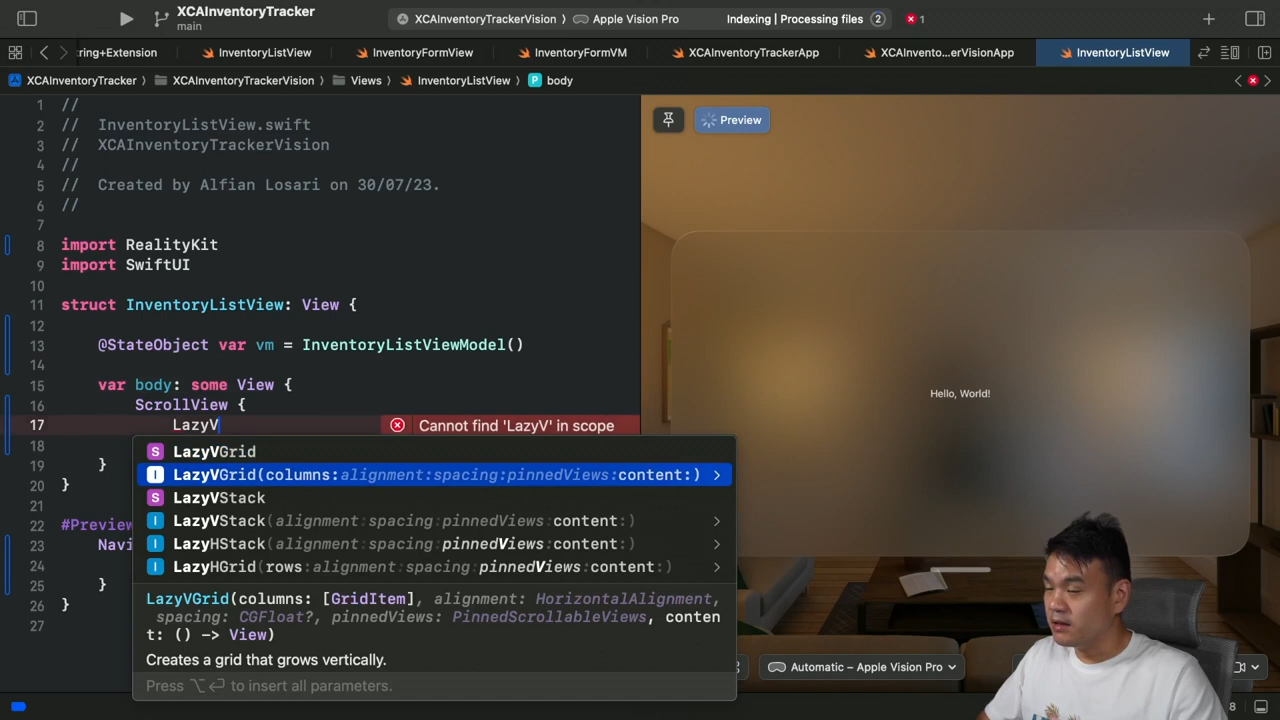 XCAInventoryTracker
main
XCAInventoryTrackerVision
Apple Vision Pro
Indexing | Processing files
2
1
ring+Extension
InventoryListView
InventoryFormView
InventoryFormVM
XCAInventoryTrackerApp
XCAInvento...erVisionApp
InventoryListView
XCAInventoryTracker
XCAInventoryTrackerVision
Views
InventoryListView
P
body
1 //
2 // InventoryListView.swift
3 // XCAInventoryTrackerVision
4 //
5 // Created by Alfian Losari on 30/07/23.
6 //
7
8 import RealityKit
9 import SwiftUI
10
11 struct InventoryListView: View {
12
13 @StateObject var vm = InventoryListViewModel()
14
15 var body: some View {
16 ScrollView {
17 LazyV
Cannot find 'LazyV' in scope
18
19 }
20 }
21
22 #Preview
23 Navi
24
25 }
26 }
27
S LazyVGrid
I LazyVGrid(columns:alignment:spacing:pinnedViews:content:)
S LazyVStack
I LazyVStack(alignment:spacing:pinnedViews:content:)
I LazyHStack(alignment:spacing:pinnedViews:content:)
I LazyHGrid(rows:alignment:spacing:pinnedViews:content:)
LazyVGrid(columns: [GridItem], alignment: HorizontalAlignment,
spacing: CGFloat?, pinnedViews: PinnedScrollableViews, conten
t: () -> View)
Creates a grid that grows vertically.
Press ⌥⏎ to insert all parameters.
Preview
Hello, World!
Automatic – Apple Vision Pro
8